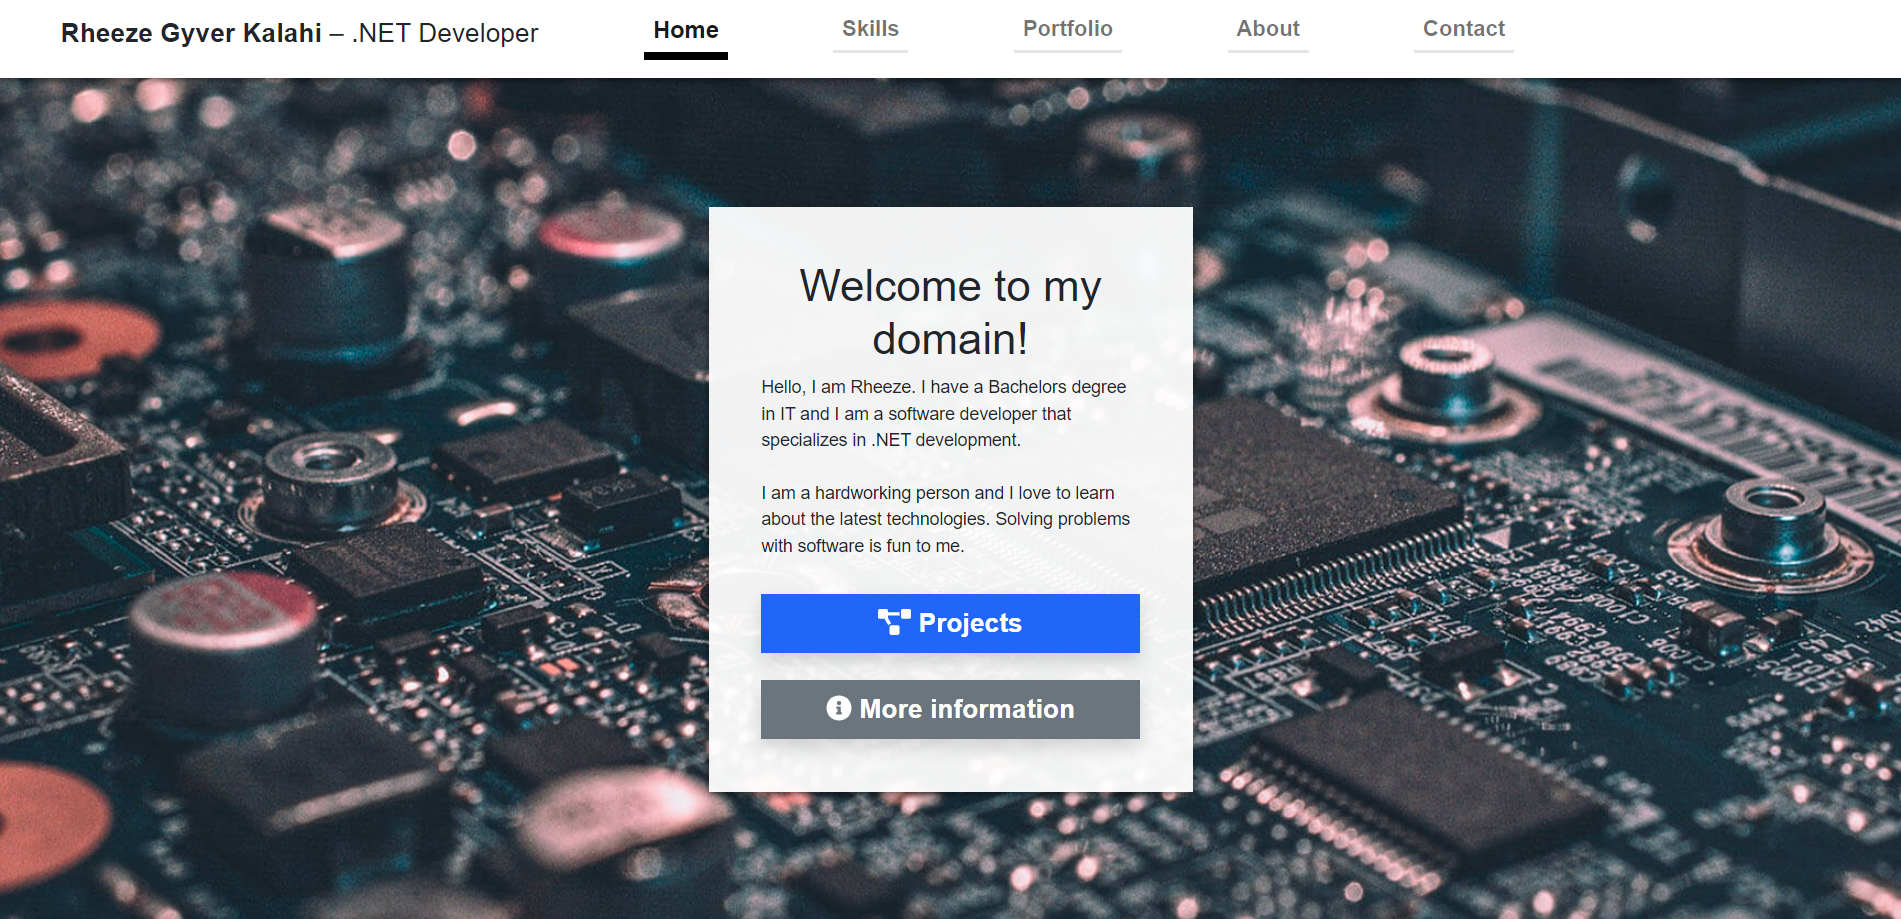 Rheeze Gyver Kalahi – .NET Developer
Home
Skills
Portfolio
About
Contact
Welcome to my
domain!
Hello, I am Rheeze. I have a Bachelors degree
in IT and I am a software developer that
specializes in .NET development.
I am a hardworking person and I love to learn
about the latest technologies. Solving problems
with software is fun to me.
Projects
More information